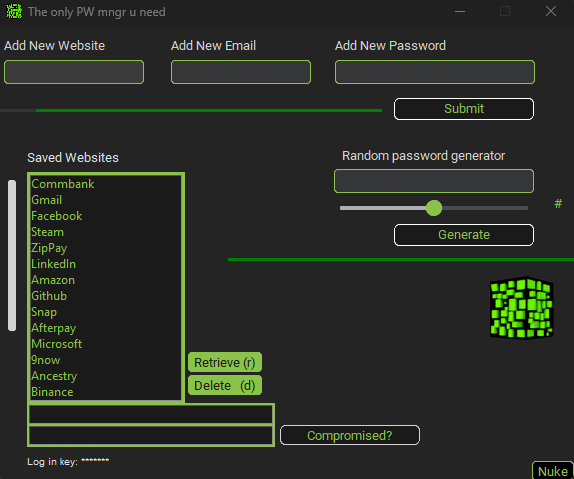 The only PW mngr u need
Add New Website
Add New Email
Add New Password
Submit
Saved Websites
Commbank
Gmail
Facebook
Steam
ZipPay
LinkedIn
Amazon
Github
Snap
Afterpay
Microsoft
9now
Ancestry
Binance
Random password generator
#
Generate
Retrieve (r)
Delete (d)
Compromised?
Log in key: *******
Nuke